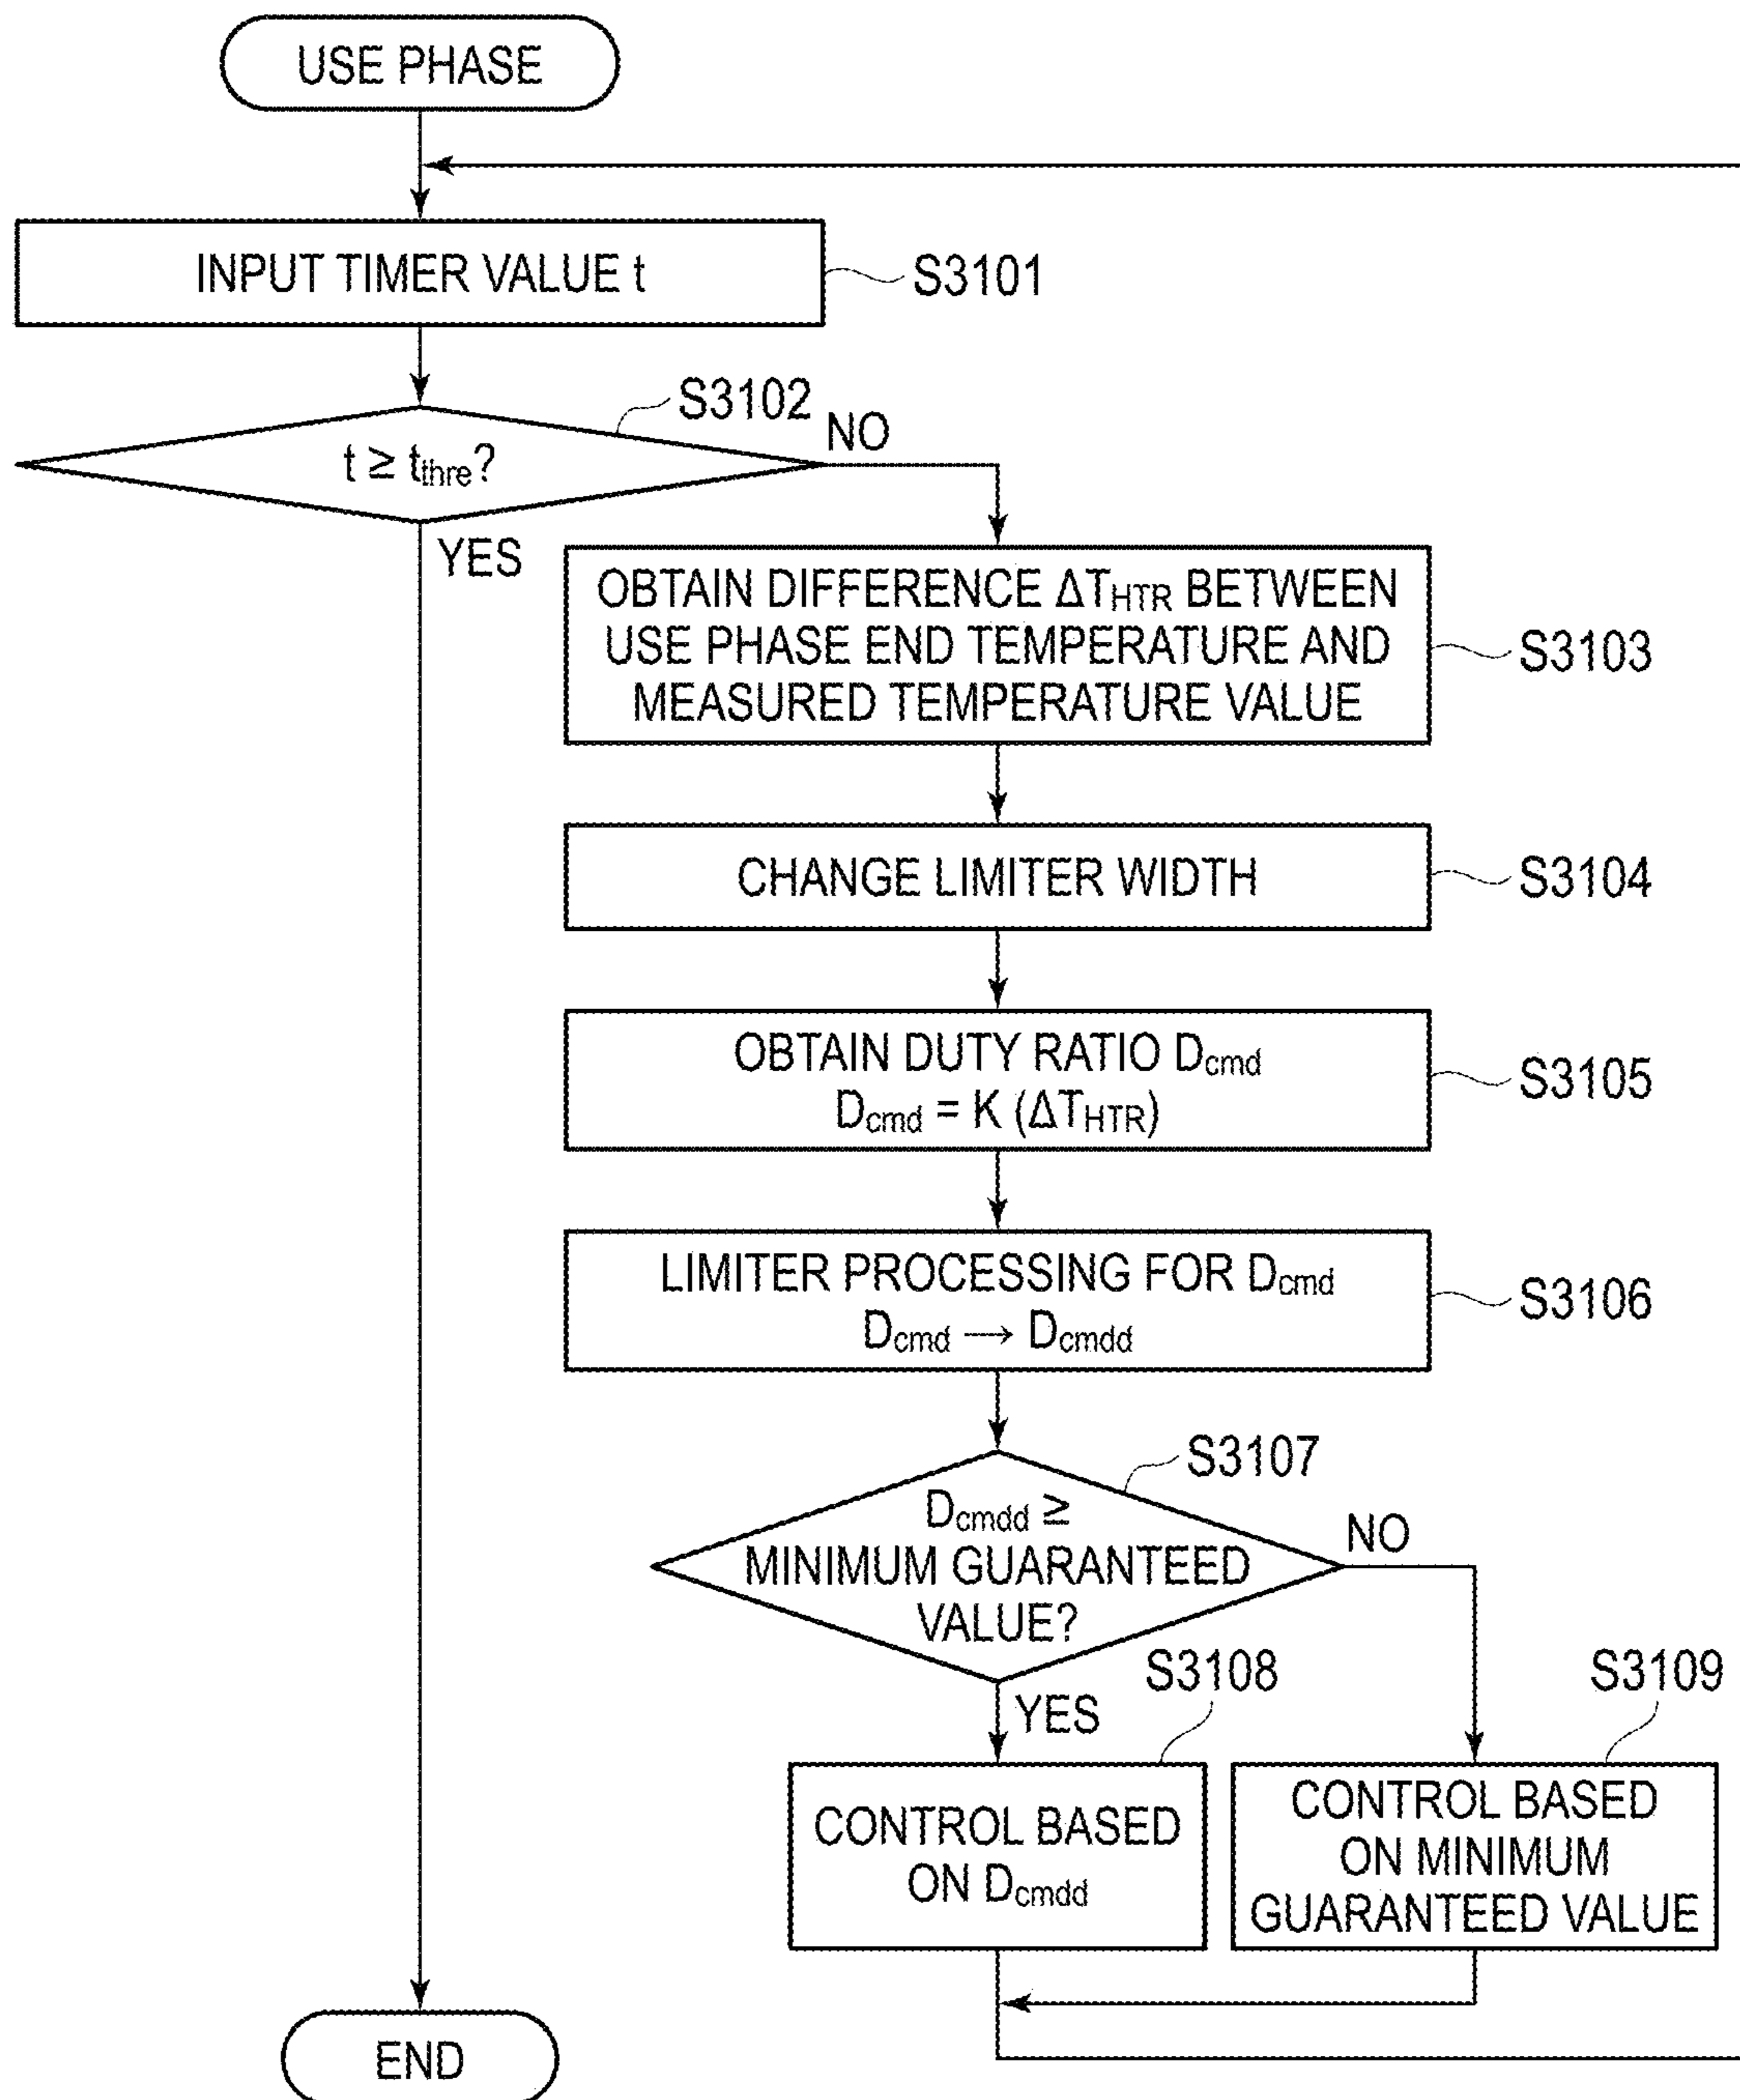 USE PHASE
INPUT TIMER VALUE t
S3101
S3102
t ≥ tthre?
NO
YES
OBTAIN DIFFERENCE ΔTHTR BETWEEN
USE PHASE END TEMPERATURE AND
MEASURED TEMPERATURE VALUE
S3103
CHANGE LIMITER WIDTH
S3104
OBTAIN DUTY RATIO Dcmd
Dcmd = K (ΔTHTR)
S3105
LIMITER PROCESSING FOR Dcmd
Dcmd → Dcmdd
S3106
S3107
Dcmdd ≥
MINIMUM GUARANTEED
VALUE?
NO
YES
S3108
S3109
CONTROL BASED
ON Dcmdd
CONTROL BASED
ON MINIMUM
GUARANTEED VALUE
END